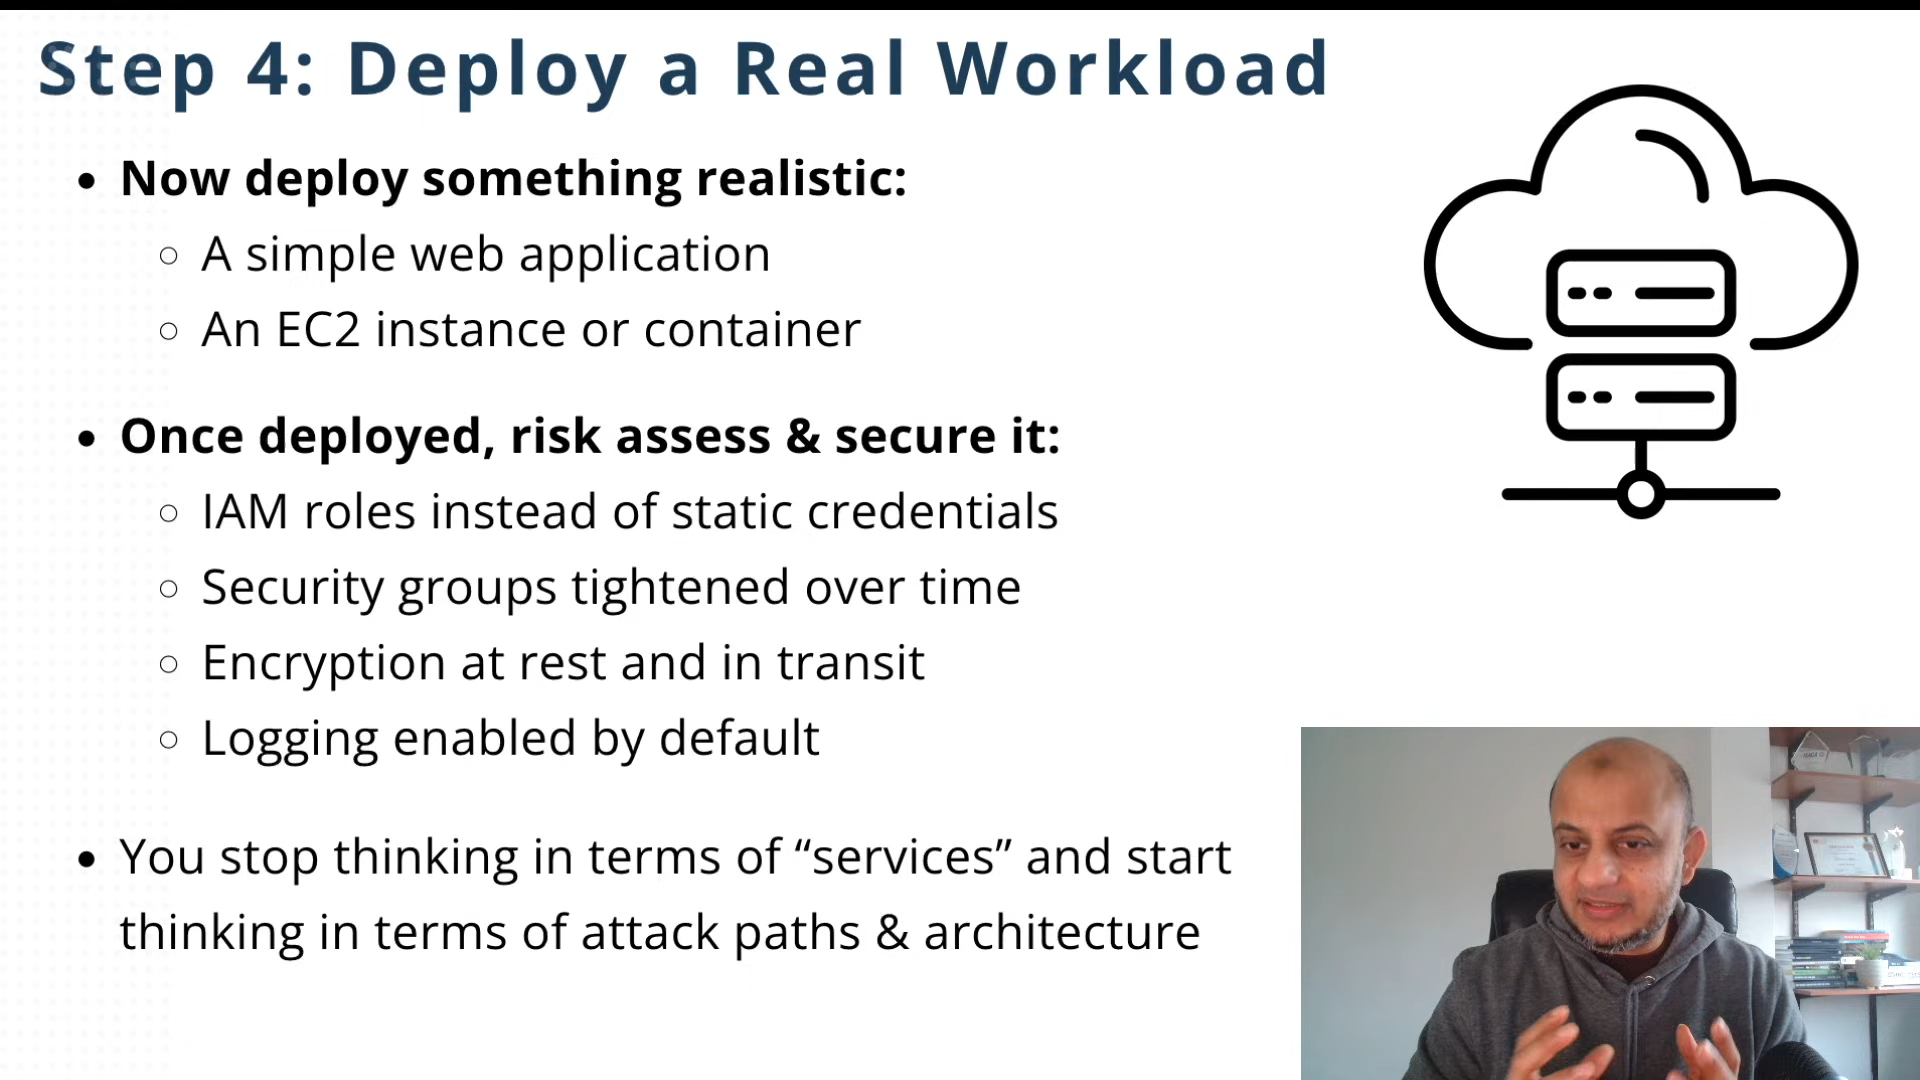 Step 4: Deploy a Real Workload
Now deploy something realistic:
A simple web application
An EC2 instance or container
Once deployed, risk assess & secure it:
IAM roles instead of static credentials
Security groups tightened over time
Encryption at rest and in transit
Logging enabled by default
You stop thinking in terms of “services” and start
thinking in terms of attack paths & architecture